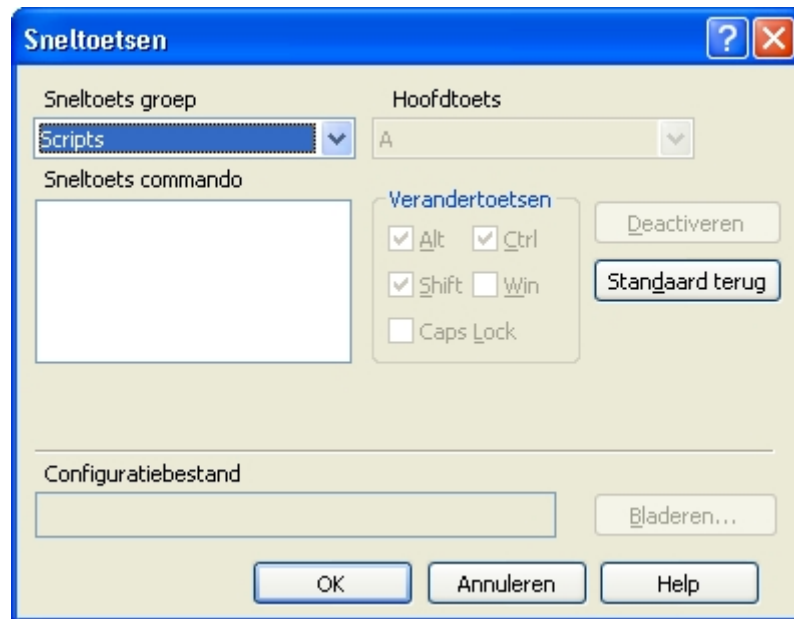 Sneltoetsen
Sneltoets groep
Hoofdtoets
Scripts
A
Sneltoets commando
Verandertoetsen
Alt
Ctrl
Shift
Win
Caps Lock
Deactiveren
Standaard terug
Configuratiebestand
Bladeren...
OK
Annuleren
Help